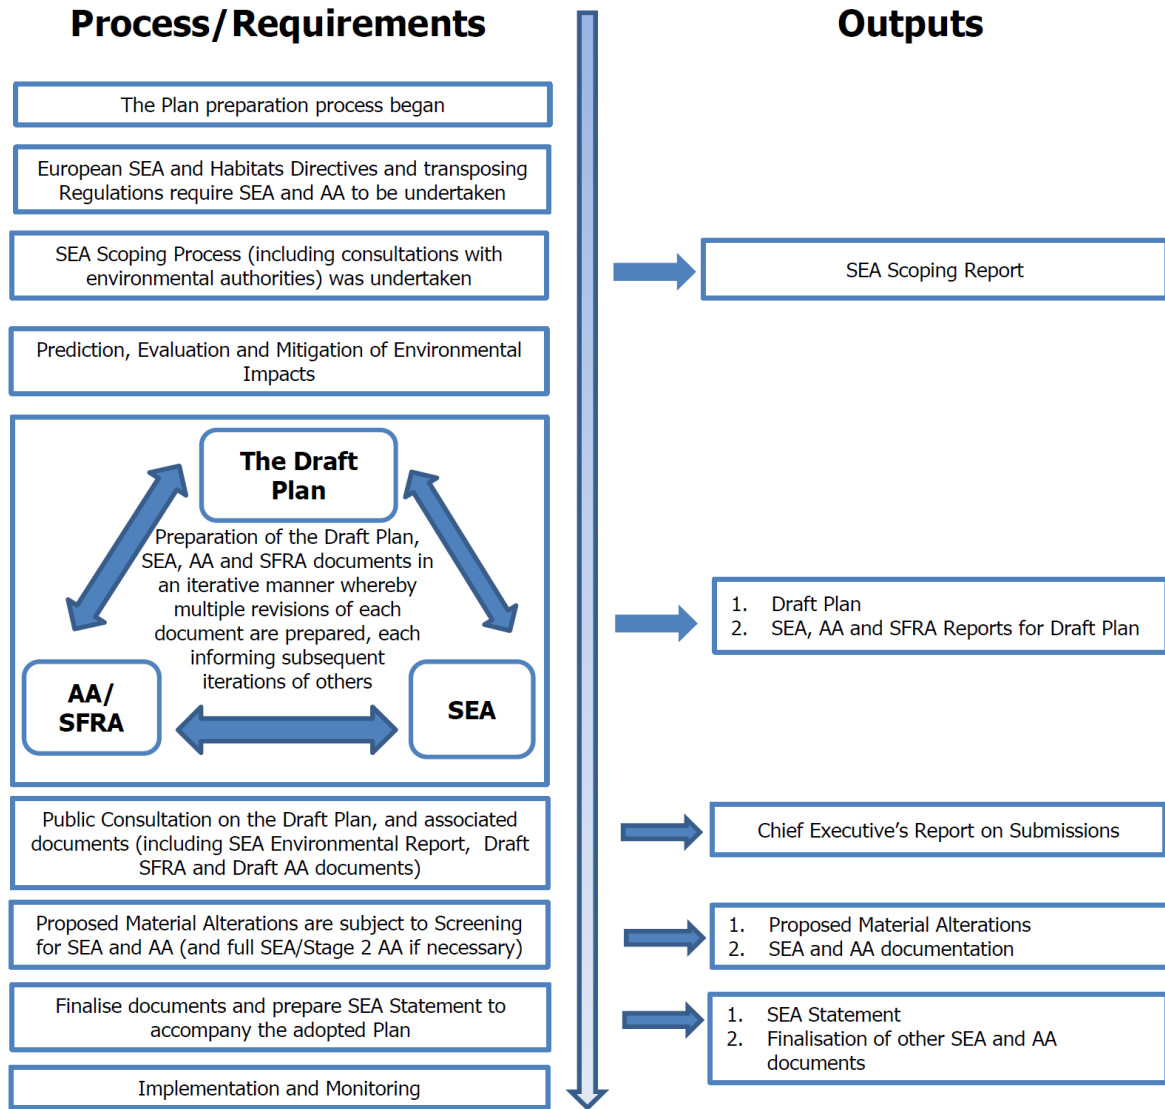 Process/Requirements
Outputs
The Plan preparation process began
European SEA and Habitats Directives and transposing
Regulations require SEA and AA to be undertaken
SEA Scoping Process (including consultations with
environmental authorities) was undertaken
SEA Scoping Report
Prediction, Evaluation and Mitigation of Environmental
Impacts
The Draft
Plan
Preparation of the Draft Plan,
SEA, AA and SFRA documents in
an iterative manner whereby
multiple revisions of each
document are prepared, each
informing subsequent
iterations of others
AA/
SFRA
SEA
1. Draft Plan
2. SEA, AA and SFRA Reports for Draft Plan
Public Consultation on the Draft Plan, and associated
documents (including SEA Environmental Report, Draft
SFRA and Draft AA documents)
Chief Executive’s Report on Submissions
Proposed Material Alterations are subject to Screening
for SEA and AA (and full SEA/Stage 2 AA if necessary)
1. Proposed Material Alterations
2. SEA and AA documentation
Finalise documents and prepare SEA Statement to
accompany the adopted Plan
1. SEA Statement
2. Finalisation of other SEA and AA
documents
Implementation and Monitoring